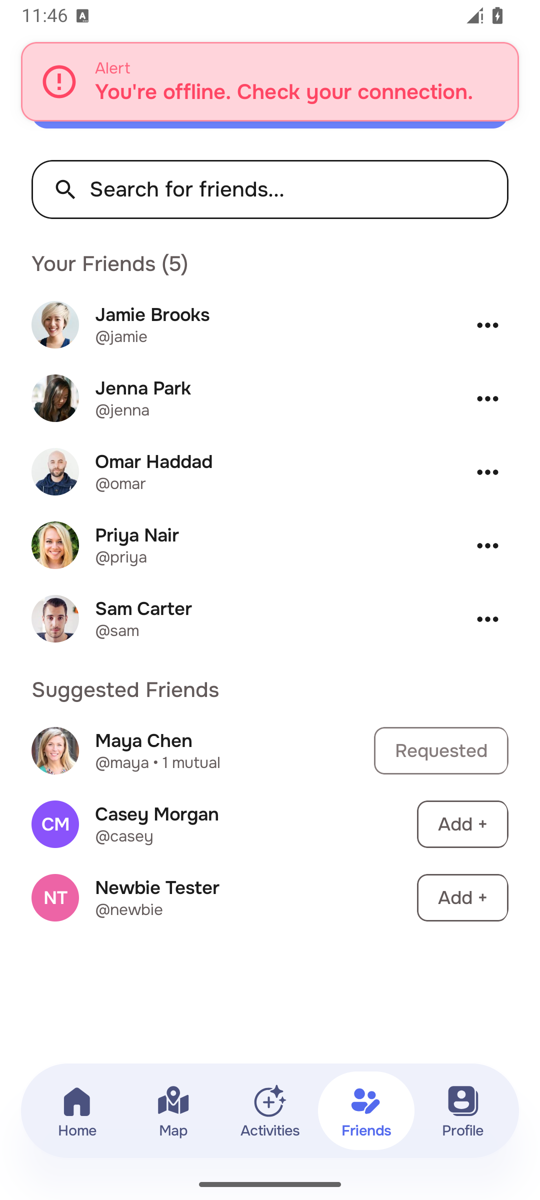 11:46
Alert
You're offline. Check your connection.
Search for friends...
Your Friends (5)
Jamie Brooks
@jamie
Jenna Park
@jenna
Omar Haddad
@omar
Priya Nair
@priya
Sam Carter
@sam
Suggested Friends
Maya Chen
@maya • 1 mutual
Requested
CM
Casey Morgan
@casey
Add +
NT
Newbie Tester
@newbie
Add +
Home
Map
Activities
Friends
Profile